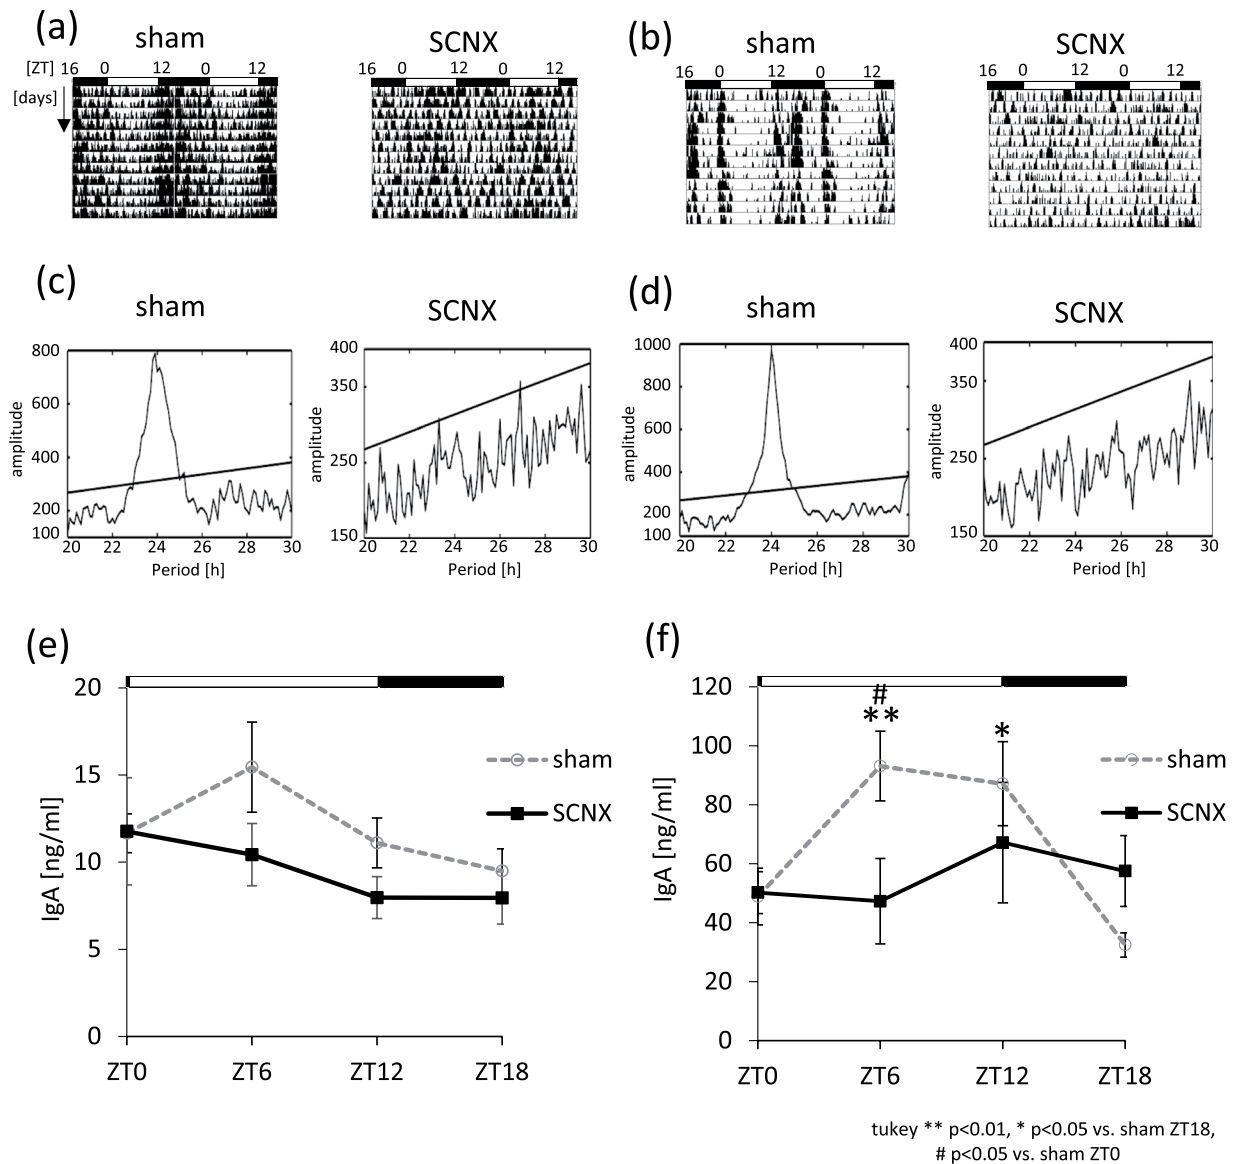 (a)
sham
SCNX
[ZT] 16 0 12 0 12
16 0 12 0 12
[days]
(b)
sham
SCNX
16 0 12 0 12
16 0 12 0 12
(c)
sham
SCNX
800
600
400
200
100
amplitude
20 22 24 26 28 30
Period [h]
400
350
250
150
amplitude
20 22 24 26 28 30
Period [h]
(d)
sham
SCNX
1000
800
600
400
200
100
amplitude
20 22 24 26 28 30
Period [h]
400
350
250
150
amplitude
20 22 24 26 28 30
Period [h]
(e)
20
15
10
5
0
IgA [ng/ml]
sham
SCNX
ZT0 ZT6 ZT12 ZT18
(f)
120
100
80
60
40
20
0
IgA [ng/ml]
#
**
*
sham
SCNX
ZT0 ZT6 ZT12 ZT18
tukey ** p<0.01, * p<0.05 vs. sham ZT18,
# p<0.05 vs. sham ZT0